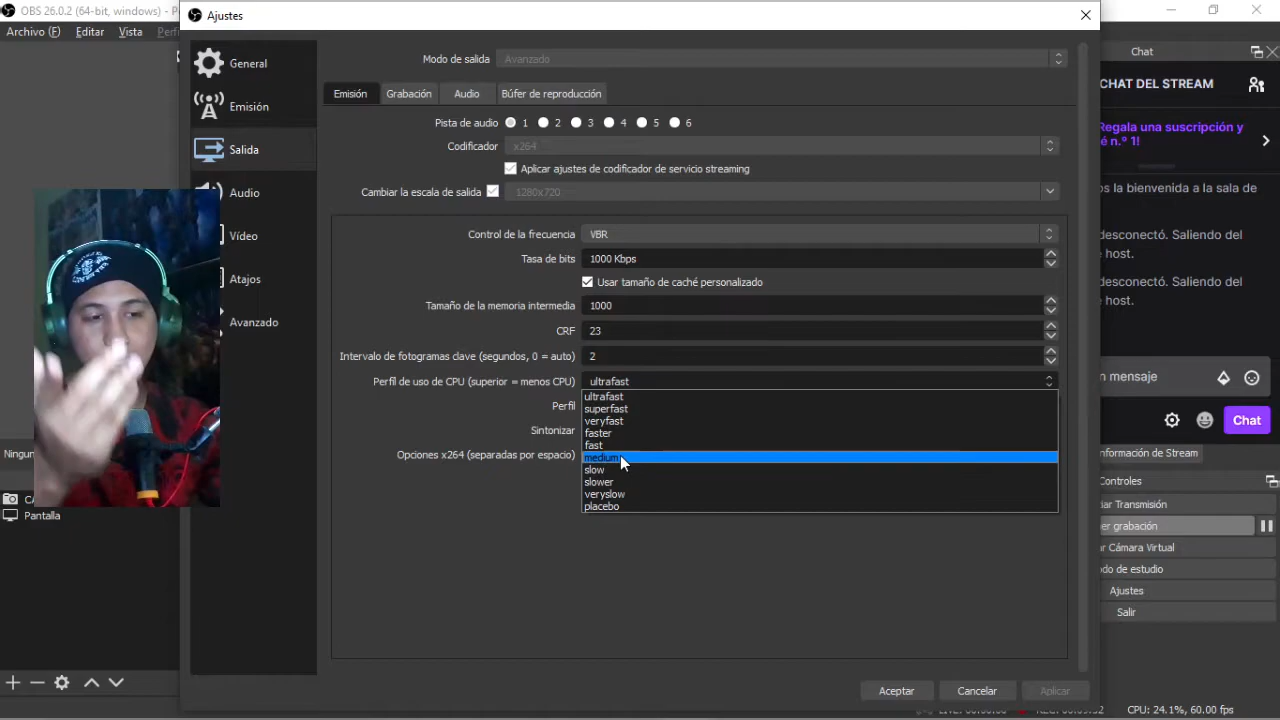 OBS 26.0.2 (64-bit, windows) - P
Ajustes
Archivo (F)
Editar
Vista
Perfi
General
Emisión
Salida
Audio
Vídeo
Atajos
Avanzado
Modo de salida
Avanzado
Emisión
Grabación
Audio
Búfer de reproducción
Pista de audio
1
2
3
4
5
6
Codificador
x264
Aplicar ajustes de codificador de servicio streaming
Cambiar la escala de salida
1280x720
Control de la frecuencia
VBR
Tasa de bits
1000 Kbps
Usar tamaño de caché personalizado
Tamaño de la memoria intermedia
1000
CRF
23
Intervalo de fotogramas clave (segundos, 0 = auto)
2
Perfil de uso de CPU (superior = menos CPU)
ultrafast
ultrafast
superfast
veryfast
faster
fast
medium
slow
slower
veryslow
placebo
Perfil
Sintonizar
Opciones x264 (separadas por espacio)
Aceptar
Cancelar
Aplicar
Chat
CHAT DEL STREAM
Regala una suscripción y
é n.º 1!
os la bienvenida a la sala de
desconectó. Saliendo del
e host.
desconectó. Saliendo del
e host.
n mensaje
Chat
nformación de Stream
Controles
iar Transmisión
er grabación
ar Cámara Virtual
odo de estudio
Ajustes
Salir
Ningun
Pantalla
CPU: 24.1%, 60.00 fps